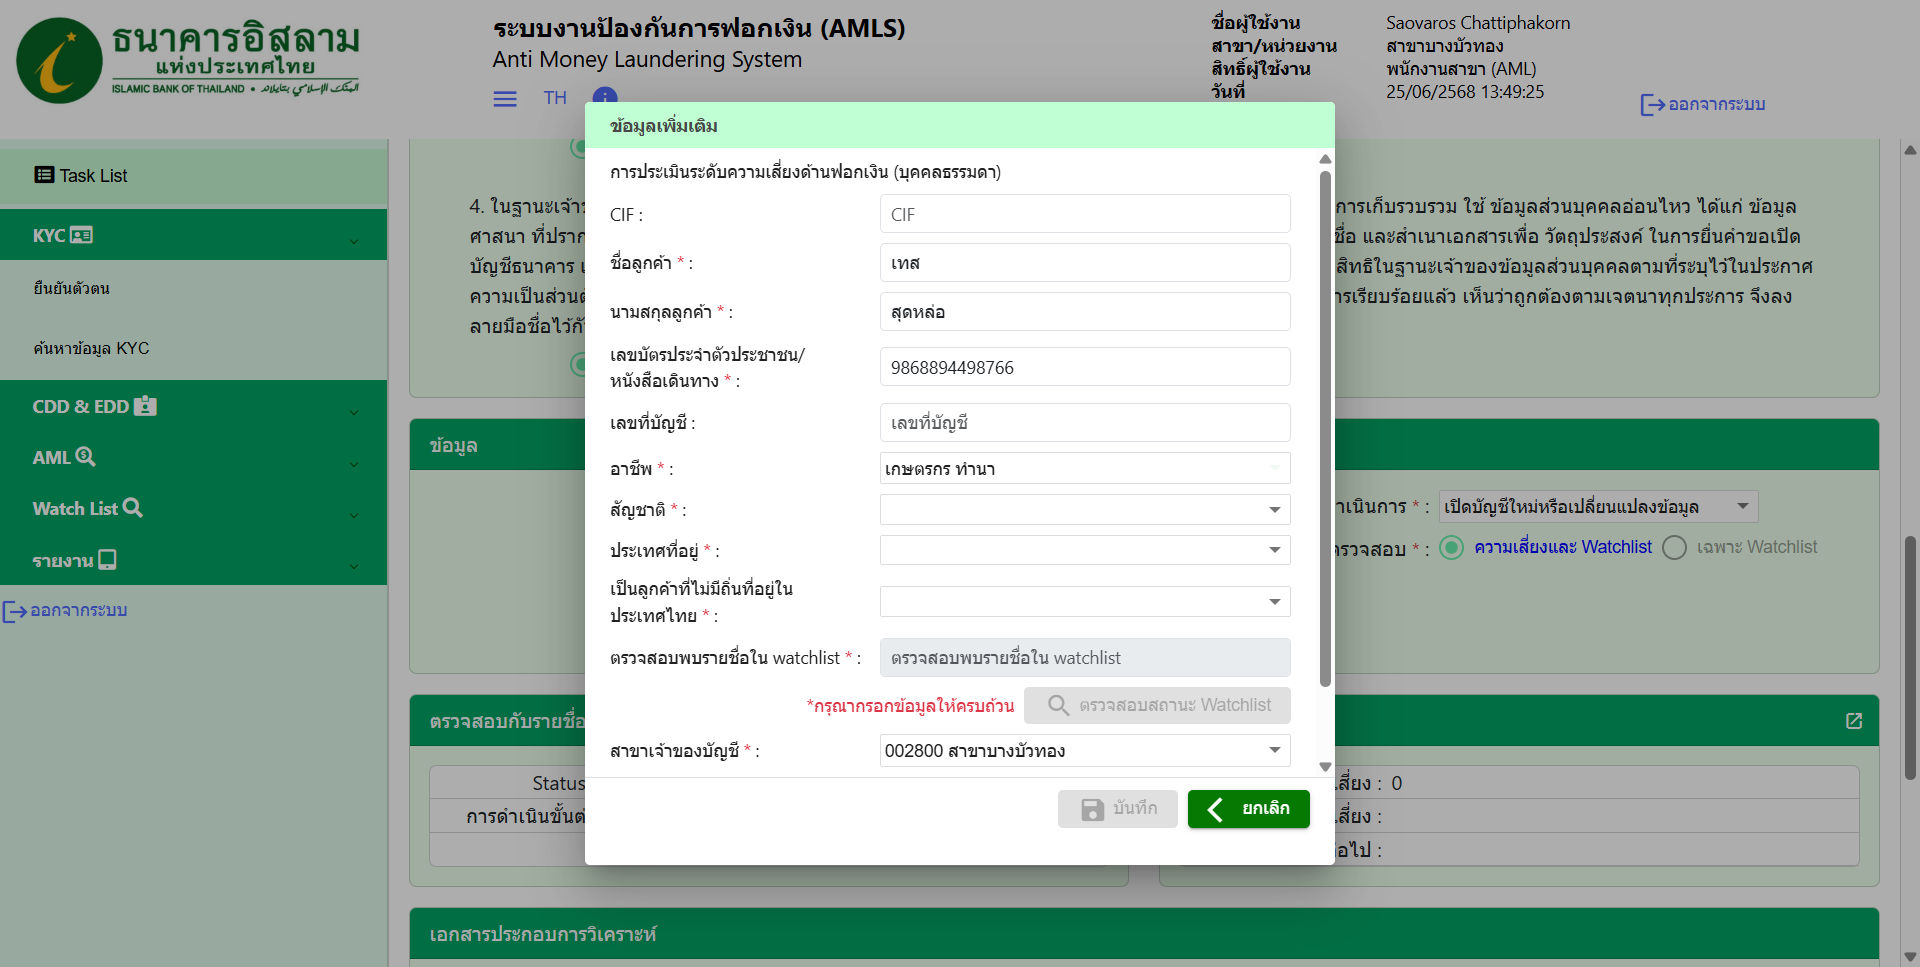 ธนาคารอิสลาม
แห่งประเทศไทย
ISLAMIC BANK OF THAILAND
ระบบงานป้องกันการฟอกเงิน (AMLS)
Anti Money Laundering System
TH
ชื่อผู้ใช้งาน Saovaros Chattiphakorn
สาขา/หน่วยงาน สาขาบางบัวทอง
สิทธิ์ผู้ใช้งาน พนักงานสาขา (AML)
วันที่ 25/06/2568 13:49:25
ออกจากระบบ
Task List
KYC
ยืนยันตัวตน
ค้นหาข้อมูล KYC
CDD & EDD
AML
Watch List
รายงาน
ออกจากระบบ
ข้อมูลเพิ่มเติม
การประเมินระดับความเสี่ยงด้านฟอกเงิน (บุคคลธรรมดา)
CIF : CIF
ชื่อลูกค้า * : เทส
นามสกุลลูกค้า * : สุดหล่อ
เลขบัตรประจำตัวประชาชน/
หนังสือเดินทาง * : 9868894498766
เลขที่บัญชี : เลขที่บัญชี
อาชีพ * : เกษตรกร ทำนา
สัญชาติ * :
ประเทศที่อยู่ * :
เป็นลูกค้าที่ไม่มีถิ่นที่อยู่ใน
ประเทศไทย * :
ตรวจสอบพบรายชื่อใน watchlist * : ตรวจสอบพบรายชื่อใน watchlist
*กรุณากรอกข้อมูลให้ครบถ้วน ตรวจสอบสถานะ Watchlist
สาขาเจ้าของบัญชี * : 002800 สาขาบางบัวทอง
บันทึก ยกเลิก
4. ในฐานะเจ้า การเก็บรวบรวม ใช้ ข้อมูลส่วนบุคคลอ่อนไหว ได้แก่ ข้อมูล
ศาสนา ที่ปราก ชื่อ และสำเนาเอกสารเพื่อ วัตถุประสงค์ ในการยื่นคำขอเปิด
บัญชีธนาคาร สิทธิในฐานะเจ้าของข้อมูลส่วนบุคคลตามที่ระบุไว้ในประกาศ
ความเป็นส่วนต รเรียบร้อยแล้ว เห็นว่าถูกต้องตามเจตนาทุกประการ จึงลง
ลายมือชื่อไว้กั
ข้อมูล
เนินการ * : เปิดบัญชีใหม่หรือเปลี่ยนแปลงข้อมูล
ตรวจสอบ * : ความเสี่ยงและ Watchlist เฉพาะ Watchlist
ตรวจสอบกับรายชื่อ
Status เสี่ยง : 0
การดำเนินขั้นต เสี่ยง :
อไป :
เอกสารประกอบการวิเคราะห์